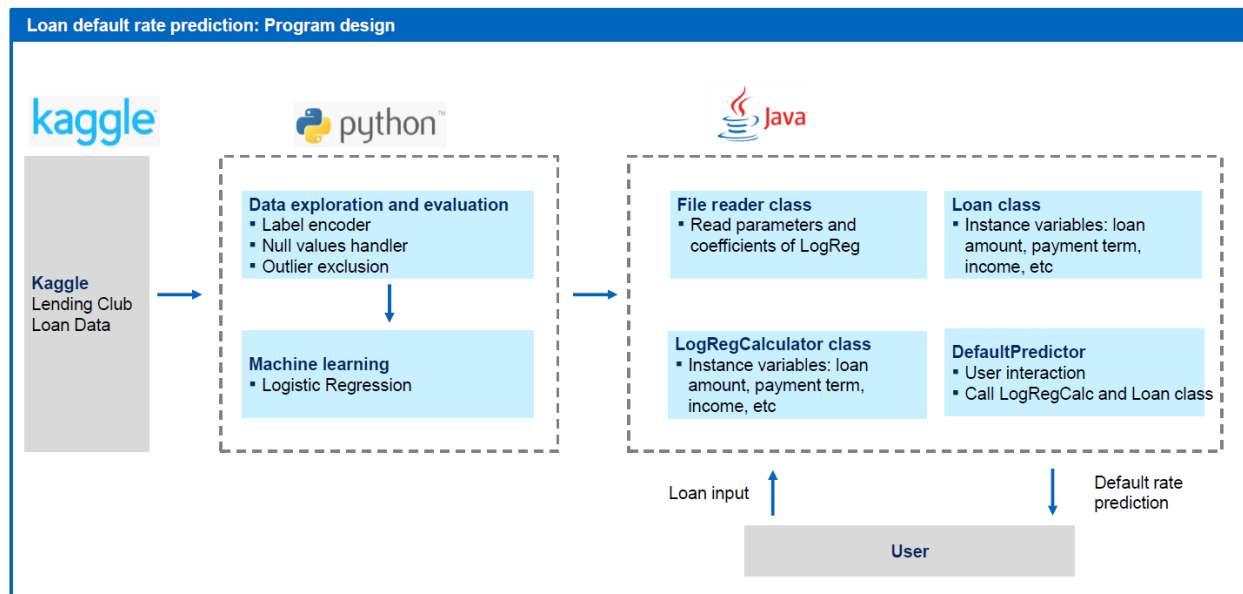 Loan default rate prediction: Program design
kaggle
python™
Java
Kaggle
Lending Club
Loan Data
Data exploration and evaluation
▪ Label encoder
▪ Null values handler
▪ Outlier exclusion
Machine learning
▪ Logistic Regression
File reader class
▪ Read parameters and
coefficients of LogReg
Loan class
▪ Instance variables: loan
amount, payment term,
income, etc
LogRegCalculator class
▪ Instance variables: loan
amount, payment term,
income, etc
DefaultPredictor
▪ User interaction
▪ Call LogRegCalc and Loan class
Loan input
Default rate
prediction
User